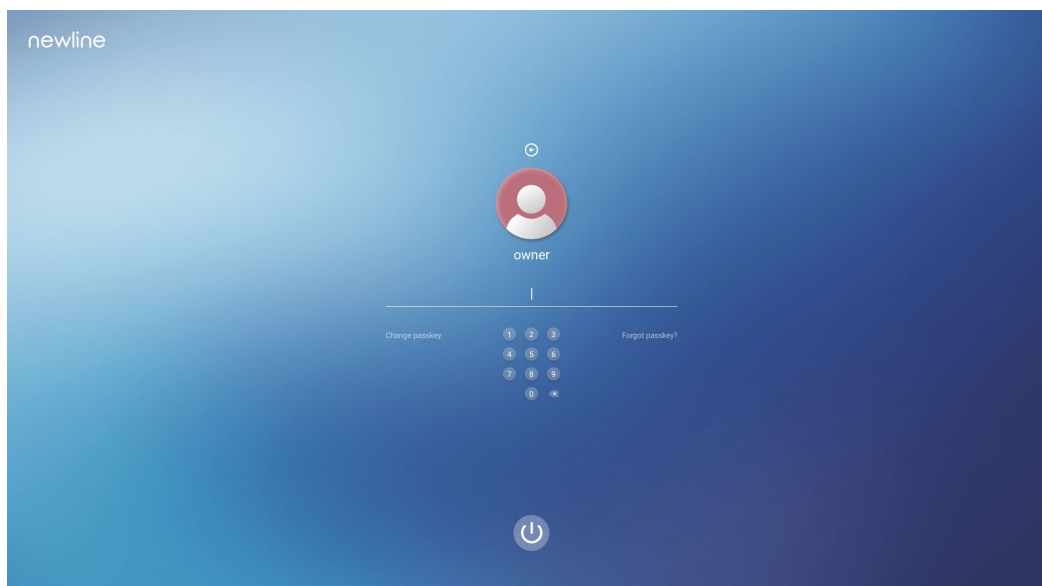 newline
owner
Change passkey
1 2 3
Forgot passkey?
4 5 6
7 8 9
0